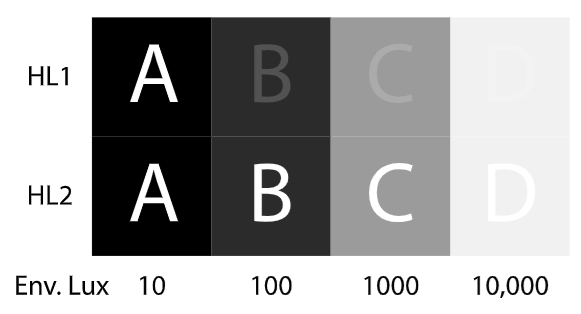 HL1 A B C D
HL2 A B C D
Env. Lux 10 100 1000 10,000